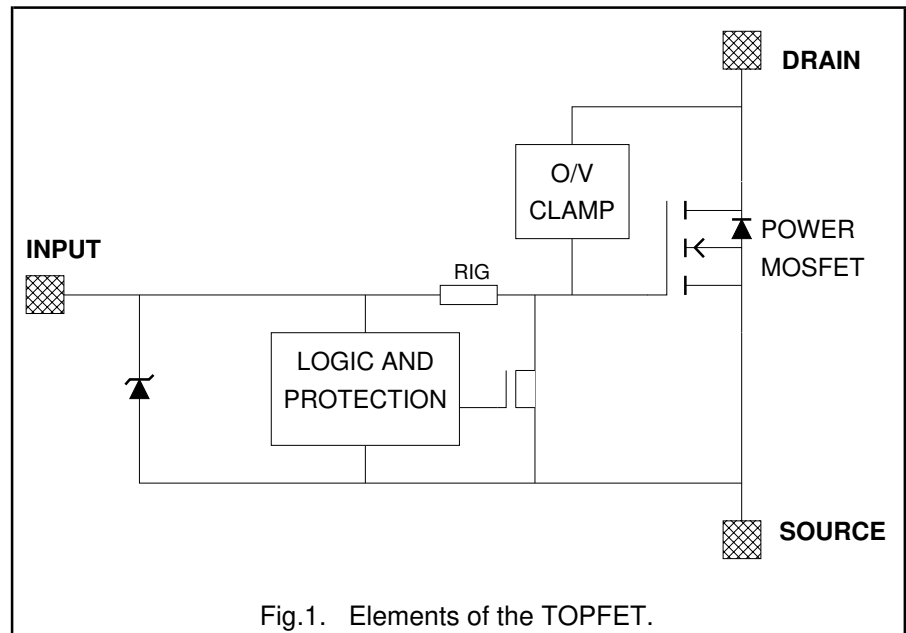 DRAIN
O/V
CLAMP
POWER
MOSFET
INPUT
RIG
LOGIC AND
PROTECTION
SOURCE
Fig.1. Elements of the TOPFET.